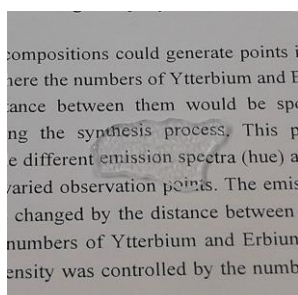 compositions could generate points i
here the numbers of Ytterbium and E
tance between them would be spe
ng the synthesis process. This p
e different emission spectra (hue) a
varied observation points. The emis
changed by the distance between
numbers of Ytterbium and Erbium
ensity was controlled by the numb